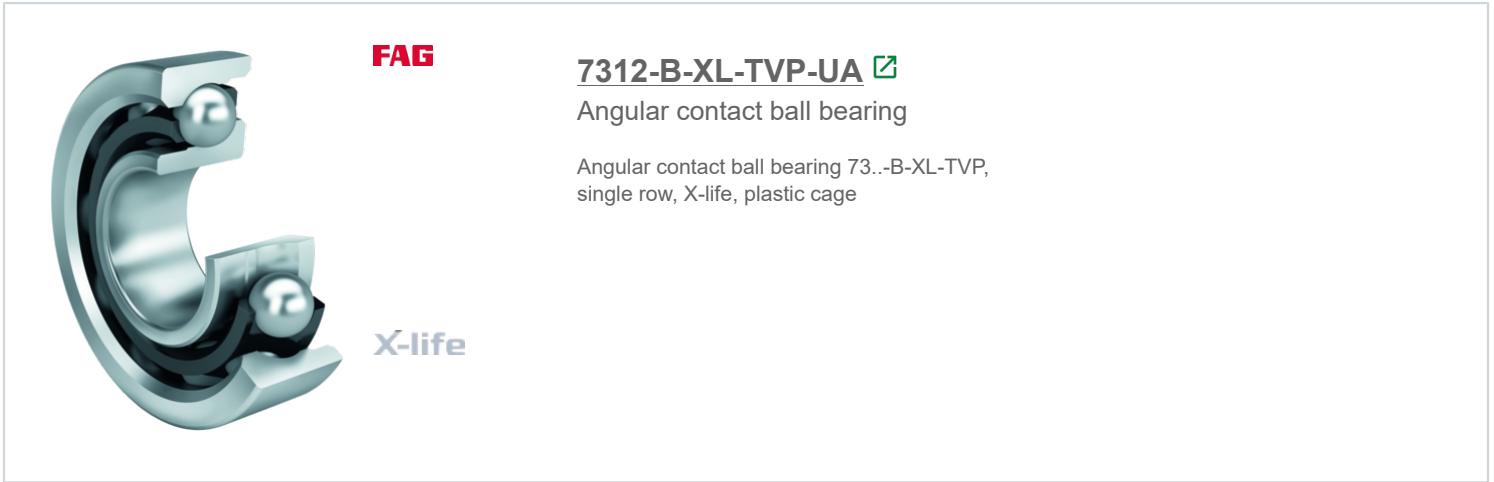 FAG
7312-B-XL-TVP-UA
Angular contact ball bearing
Angular contact ball bearing 73..-B-XL-TVP,
single row, X-life, plastic cage
X-life